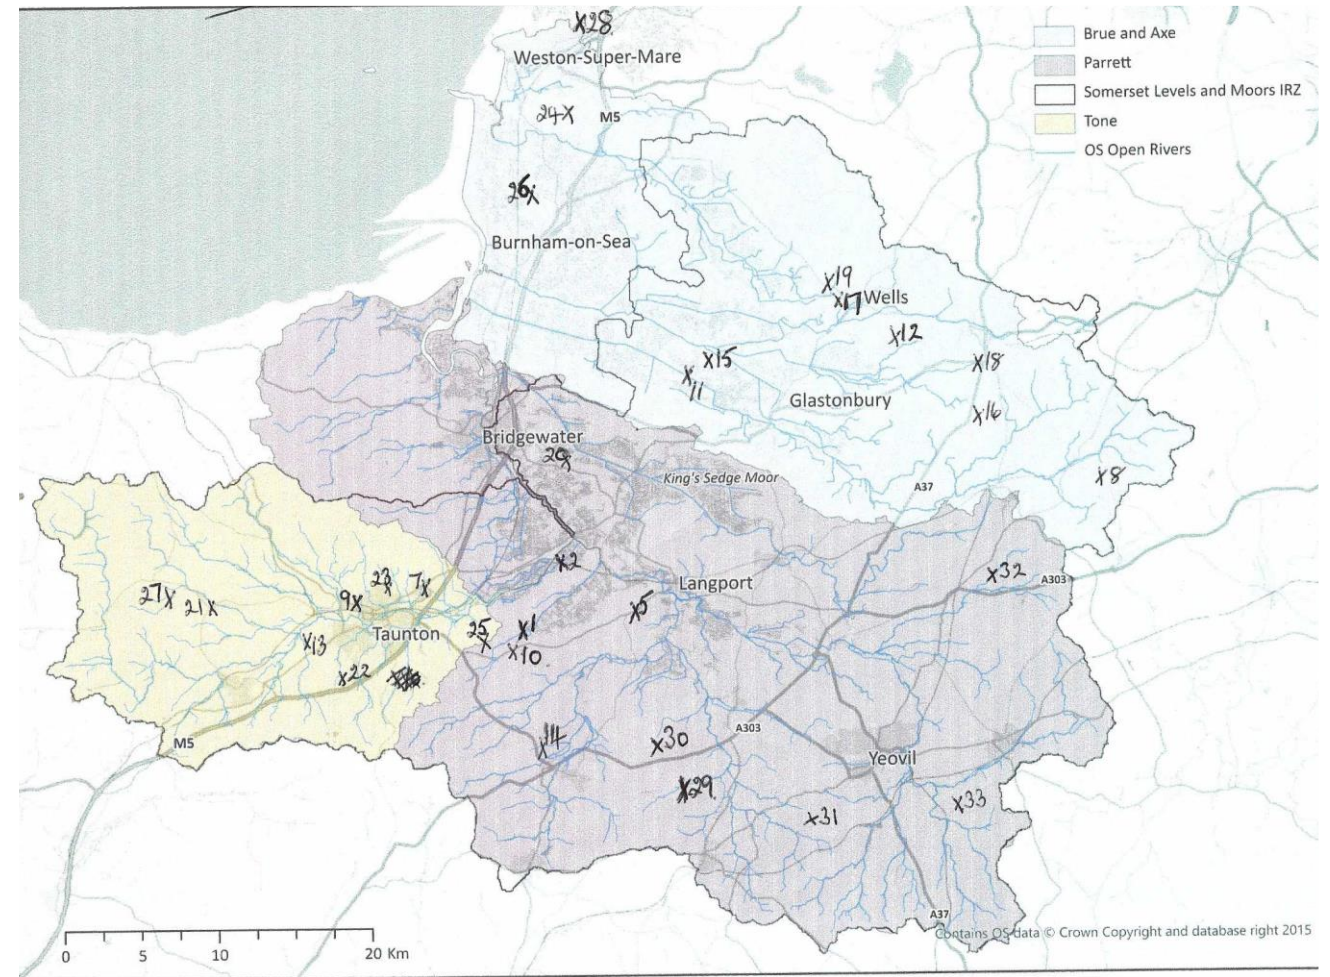 X28
Weston-Super-Mare
Brue and Axe
Parrett
Somerset Levels and Moors IRZ
Tone
OS Open Rivers
24X
M5
26X
Burnham-on-Sea
X19
X17
Wells
X12
X15
X11
X18
Glastonbury
X16
Bridgewater
20X
King's Sedge Moor
A37
X8
X2
Langport
X32
A303
27X
21X
23X
7X
9X
X5
Taunton
25X
X1
X10
X13
X22
M5
X14
X30
A303
Yeovil
X29
X31
X33
A37
Contains OS data © Crown Copyright and database right 2015
0 5 10 20 Km